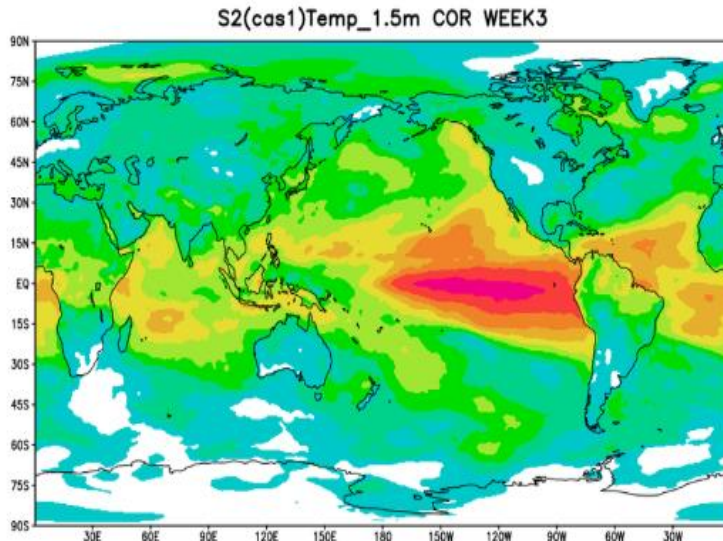 S2(cas1)Temp_1.5m COR WEEK3
90N
75N
60N
45N
30N
15N
EQ
15S
30S
45S
60S
75S
90S
30E 60E 90E 120E 150E 180 150W 120W 90W 60W 30W